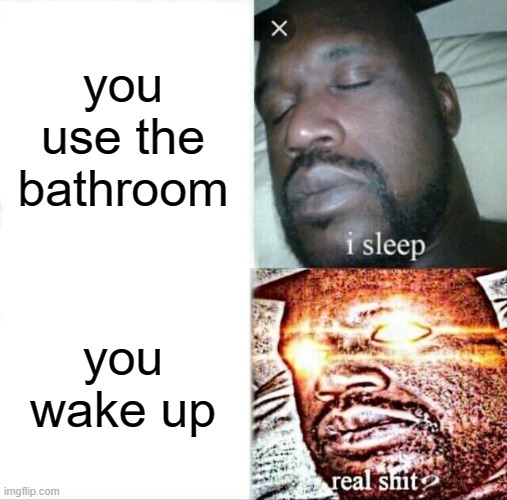 you
use the
bathroom
i sleep
you
wake up
real shit?
imgflip.com